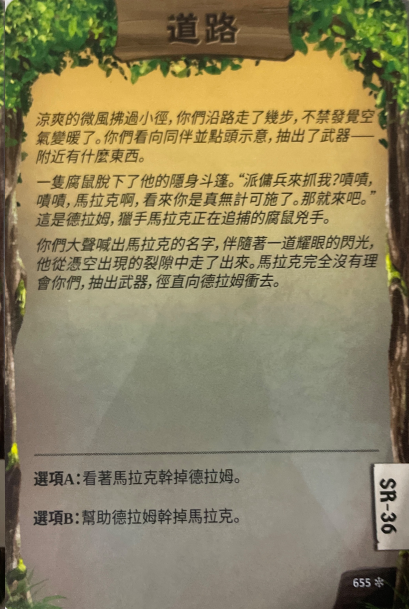 道路
涼爽的微風拂過小徑，你們沿路走了幾步，不禁發覺空
氣變暖了。你們看向同伴並點頭示意，抽出了武器——
附近有什麼東西。
一隻腐鼠脫下了他的隱身斗篷。“派傭兵來抓我？嘖嘖，
嘖嘖，馬拉克啊，看來你是真無計可施了。那就來吧。”
這是德拉姆，獵手馬拉克正在追捕的腐鼠兇手。
你們大聲喊出馬拉克的名字，伴隨著一道耀眼的閃光，
他從憑空出現的裂隙中走了出來。馬拉克完全沒有理
會你們，抽出武器，徑直向德拉姆衝去。
選項A：看著馬拉克幹掉德拉姆。
選項B：幫助德拉姆幹掉馬拉克。
SR-36
655